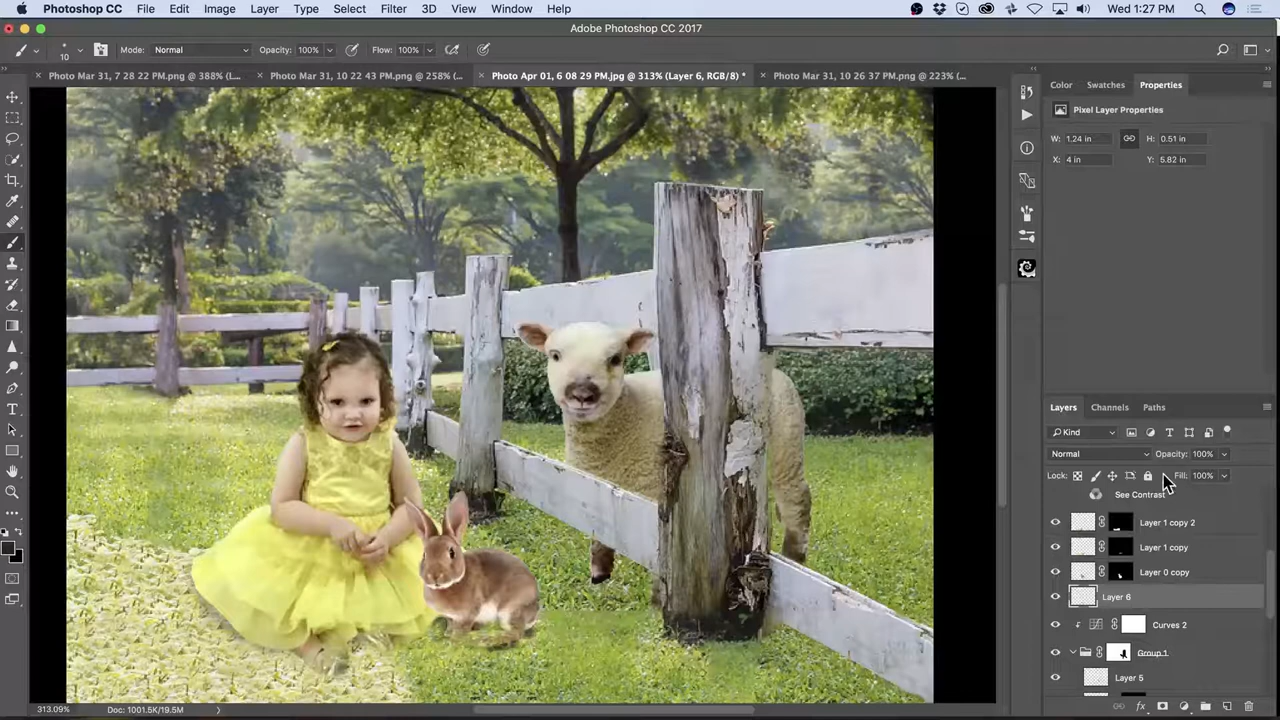 Photoshop CC File Edit Image Layer Type Select Filter 3D View Window Help Wed 1:27 PM
Adobe Photoshop CC 2017
10 Mode: Normal Opacity: 100% Flow: 100%
Photo Mar 31, 7 28 22 PM.png @ 388% (L... Photo Mar 31, 10 22 43 PM.png @ 258% (... Photo Apr 01, 6 08 29 PM.jpg @ 313% (Layer 6, RGB/8) * Photo Mar 31, 10 26 37 PM.png @ 223% (...
Color Swatches Properties
Pixel Layer Properties
W: 1.24 in H: 0.51 in
X: 4 in Y: 5.82 in
Layers Channels Paths
Kind
Normal Opacity: 100%
Lock: Fill: 100%
See Contrast
Layer 1 copy 2
Layer 1 copy
Layer 0 copy
Layer 6
Curves 2
Group 1
Layer 5
313.09% Doc: 1001.5K/19.5M